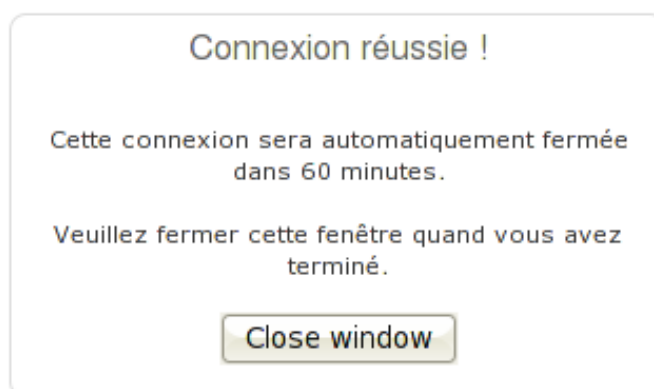 Connexion réussie !
Cette connexion sera automatiquement fermée
dans 60 minutes.
Veuillez fermer cette fenêtre quand vous avez
terminé.
Close window